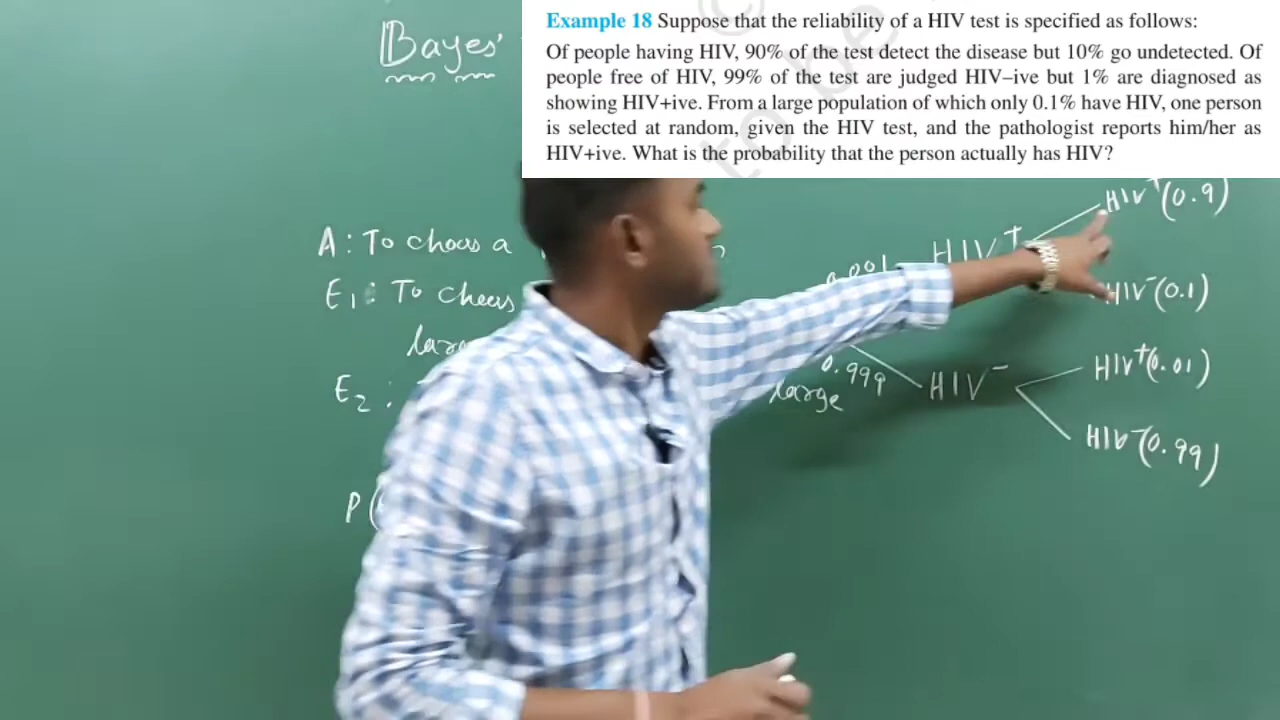 Example 18 Suppose that the reliability of a HIV test is specified as follows:
Of people having HIV, 90% of the test detect the disease but 10% go undetected. Of
people free of HIV, 99% of the test are judged HIV–ive but 1% are diagnosed as
showing HIV+ive. From a large population of which only 0.1% have HIV, one person
is selected at random, given the HIV test, and the pathologist reports him/her as
HIV+ive. What is the probability that the person actually has HIV?
Bayes'
A : To choos a
E1 : To choos
E2 :
P(
0.001
HIV+
HIV+(0.9)
HIV-(0.1)
0.999
large
HIV-
HIV+(0.01)
HIV-(0.99)
to be